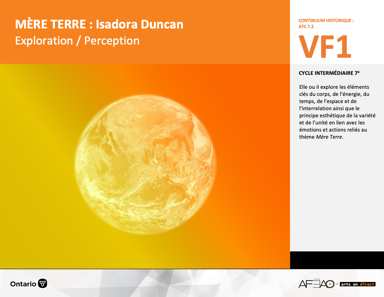 MÈRE TERRE : Isadora Duncan
Exploration / Perception
CONTINUUM HISTORIQUE :
ATC 7.2
VF1
CYCLE INTERMÉDIAIRE 7e
Elle ou il explore les éléments
clés du corps, de l'énergie, du
temps, de l'espace et de
l'interrelation ainsi que le
principe esthétique de la variété
et de l'unité en lien avec les
émotions et actions reliés au
thème Mère Terre.
Ontario
AFEAO • arts en direct